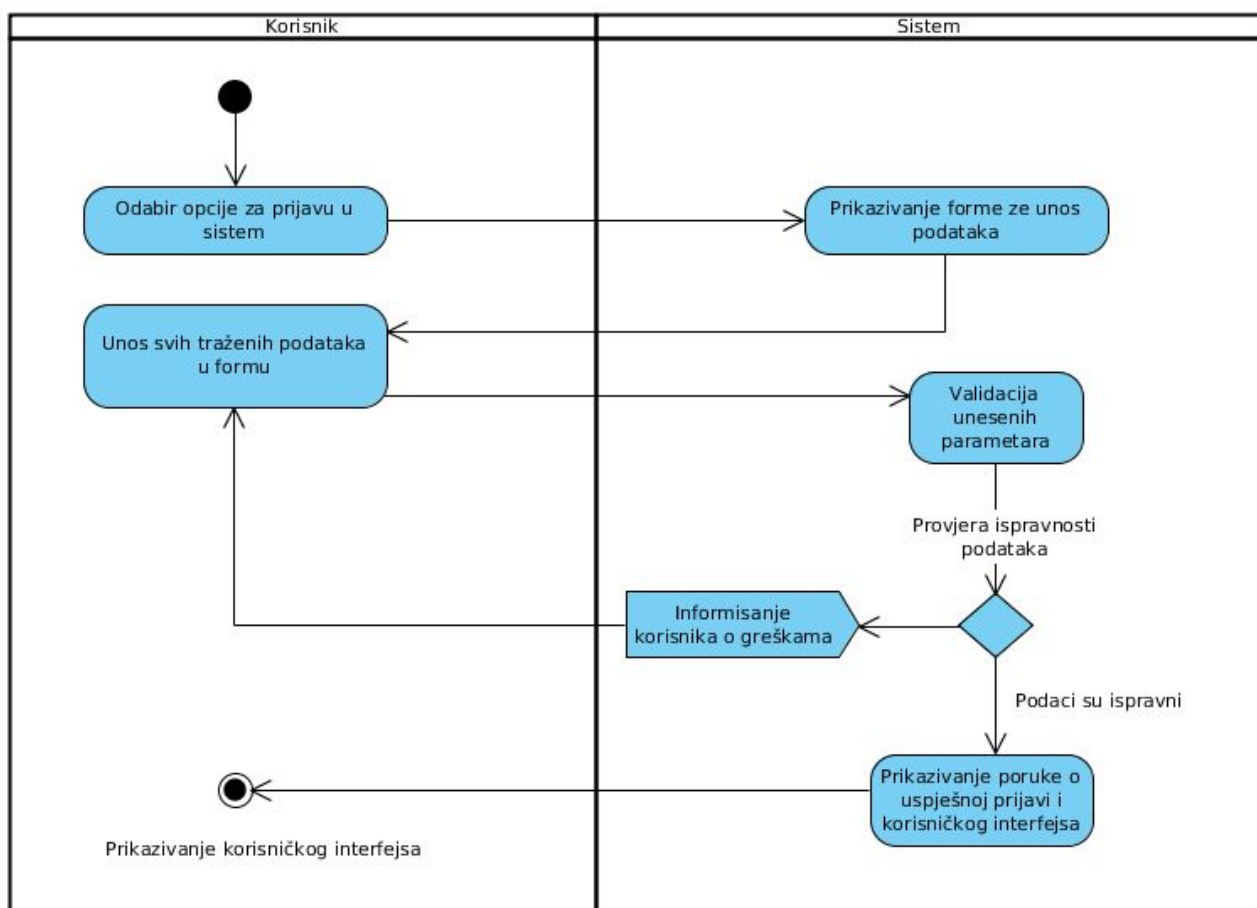 Korisnik
Sistem
Odabir opcije za prijavu u
sistem
Prikazivanje forme ze unos
podataka
Unos svih traženih podataka
u formu
Validacija
unesenih
parametara
Provjera ispravnosti
podataka
Informisanje
korisnika o greškama
Podaci su ispravni
Prikazivanje poruke o
uspješnoj prijavi i
korisničkog interfejsa
Prikazivanje korisničkog interfejsa